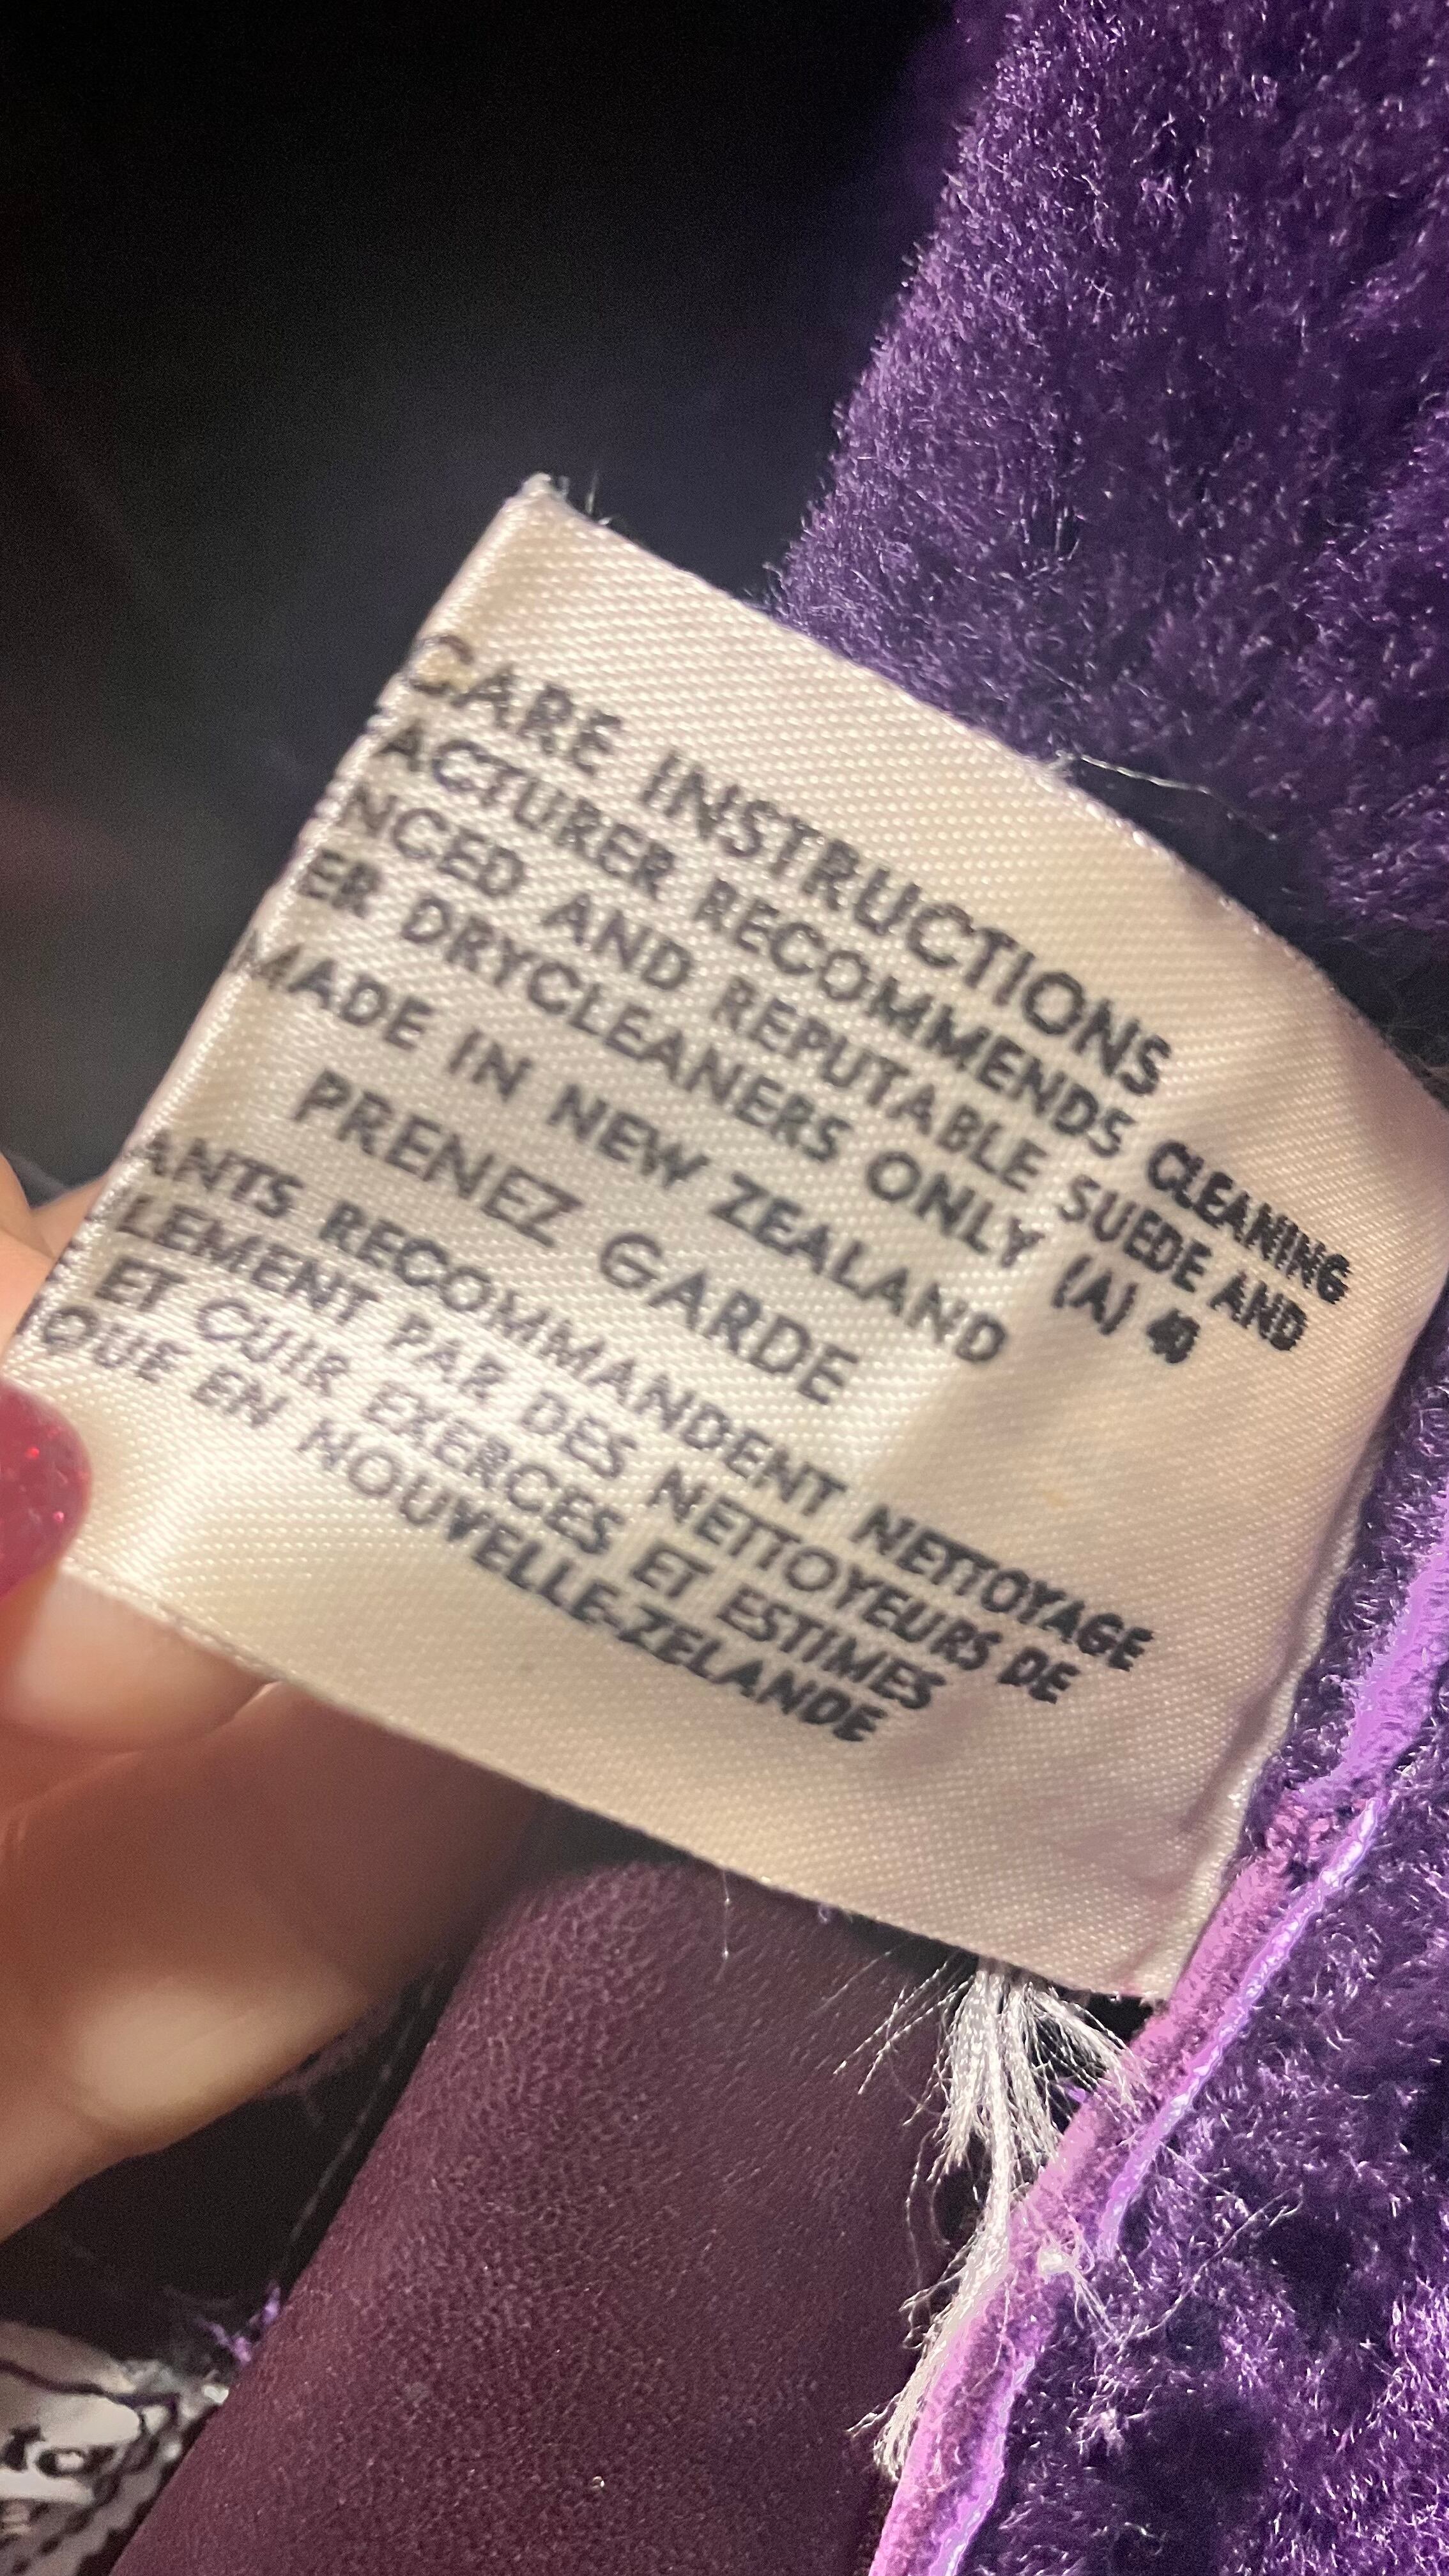 CARE INSTRUCTIONS
ACTURER RECOMMENDS CLEANING
NCED AND REPUTABLE SUEDE AND
ER DRYCLEANERS ONLY (A) 40
MADE IN NEW ZEALAND
PRENEZ GARDE
ANTS RECOMMANDENT NETTOYAGE
LEMENT PAR DES NETTOYEURS DE
ET CUIR EXERCES ET ESTIMES
QUE EN NOUVELLE-ZELANDE